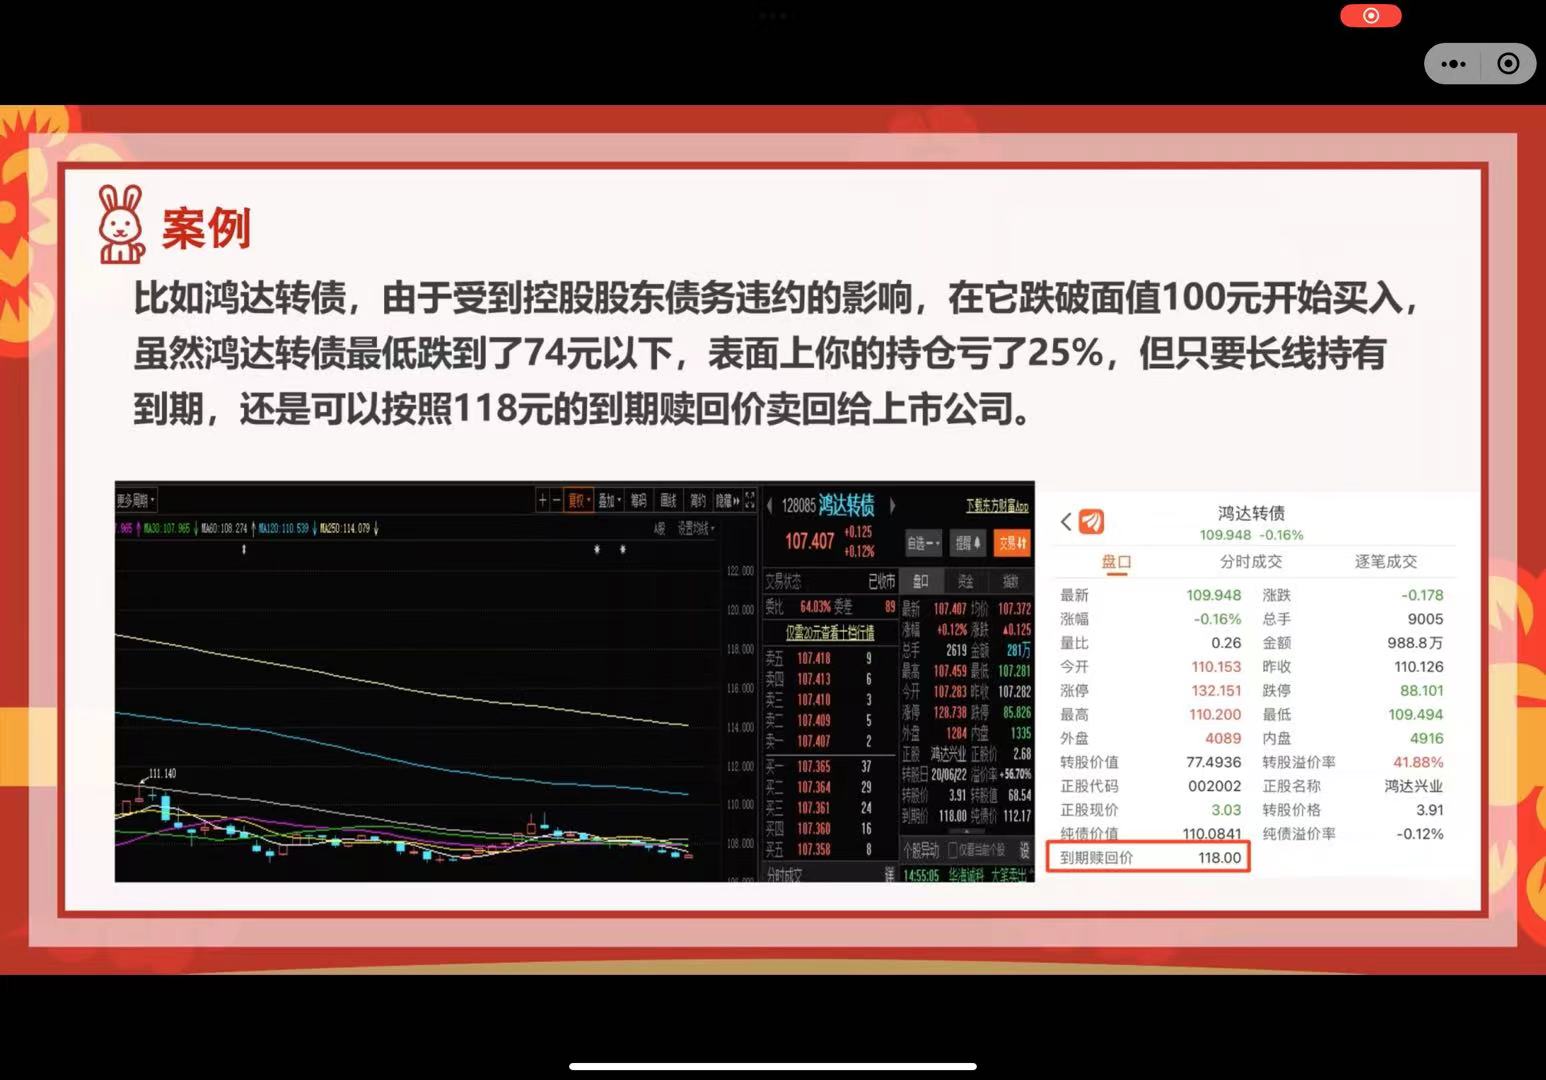 案例
比如鸿达转债，由于受到控股股东债务违约的影响，在它跌破面值100元开始买入，
虽然鸿达转债最低跌到了74元以下，表面上你的持仓亏了25%，但只要长线持有
到期，还是可以按照118元的到期赎回价卖回给上市公司。
更多周期 + − 复权 叠加 筹码 画线 简约 隐藏
7.965 MA30:107.965 MA60:108.274 MA120:110.539 MA250:114.079
A股 设置均线
122.000
120.000
118.000
116.000
114.000
112.000
110.000
108.000
111.140
128085 鸿达转债 下载东方财富App
107.407 +0.125 +0.12% 自选 提醒 交易
交易状态 已收市 盘口 资金 指数
委比 64.03% 委差 89
仅需20元查看十档行情
卖五 107.418 9
卖四 107.413 6
卖三 107.410 3
卖二 107.409 5
卖一 107.407 2
买一 107.365 37
买二 107.364 29
买三 107.361 24
买四 107.360 16
买五 107.358 8
分时成交 详
最新 107.407 均价 107.372
涨幅 +0.12% 涨跌 ▲0.125
总手 2619 金额 281万
最高 107.459 最低 107.281
今开 107.283 昨收 107.282
涨停 128.738 跌停 85.826
外盘 1284 内盘 1335
正股 鸿达兴业 正股价 2.68
转股日 20/06/22 溢价率 +56.70%
转股价 3.91 转股值 68.54
到期价 118.00 纯债价 112.17
个股异动 仅看当前个股 设
14:55:05 华海诚科 大笔卖出
鸿达转债
109.948 -0.16%
盘口 分时成交 逐笔成交
最新 109.948 涨跌 -0.178
涨幅 -0.16% 总手 9005
量比 0.26 金额 988.8万
今开 110.153 昨收 110.126
涨停 132.151 跌停 88.101
最高 110.200 最低 109.494
外盘 4089 内盘 4916
转股价值 77.4936 转股溢价率 41.88%
正股代码 002002 正股名称 鸿达兴业
正股现价 3.03 转股价格 3.91
纯债价值 110.0841 纯债溢价率 -0.12%
到期赎回价 118.00